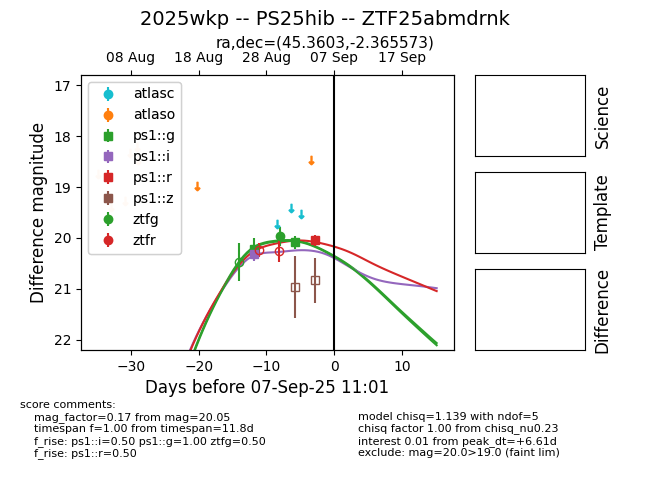 2025wkp -- PS25hib -- ZTF25abmdrnk
ra,dec=(45.3603,-2.365573)
08 Aug 18 Aug 28 Aug 07 Sep 17 Sep
17
18
19
20
21
22
Difference magnitude
atlasc
atlaso
ps1::g
ps1::i
ps1::r
ps1::z
ztfg
ztfr
−30 −20 −10 0 10
Days before 07-Sep-25 11:01
Science
Template
Difference
score comments:
mag_factor=0.17 from mag=20.05
timespan f=1.00 from timespan=11.8d
f_rise: ps1::i=0.50 ps1::g=1.00 ztfg=0.50
f_rise: ps1::r=0.50
model chisq=1.139 with ndof=5
chisq factor 1.00 from chisq_nu0.23
interest 0.01 from peak_dt=+6.61d
exclude: mag=20.0>19.0 (faint lim)